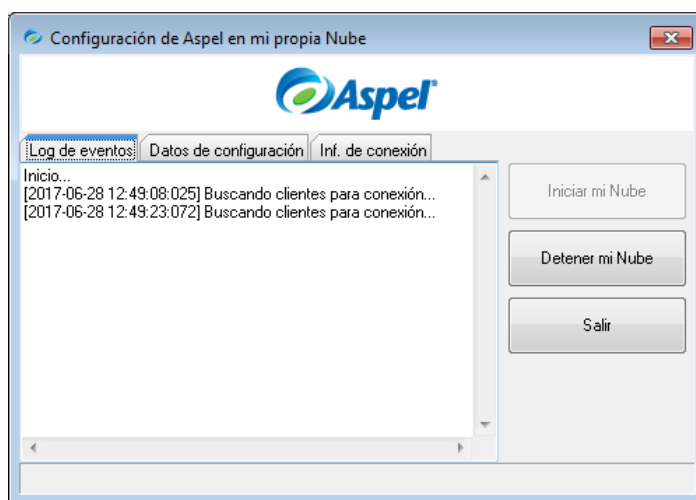 Configuración de Aspel en mi propia Nube
Aspel
Log de eventos Datos de configuración Inf. de conexión
Inicio...
[2017-06-28 12:49:08:025] Buscando clientes para conexión...
[2017-06-28 12:49:23:072] Buscando clientes para conexión...
Iniciar mi Nube
Detener mi Nube
Salir